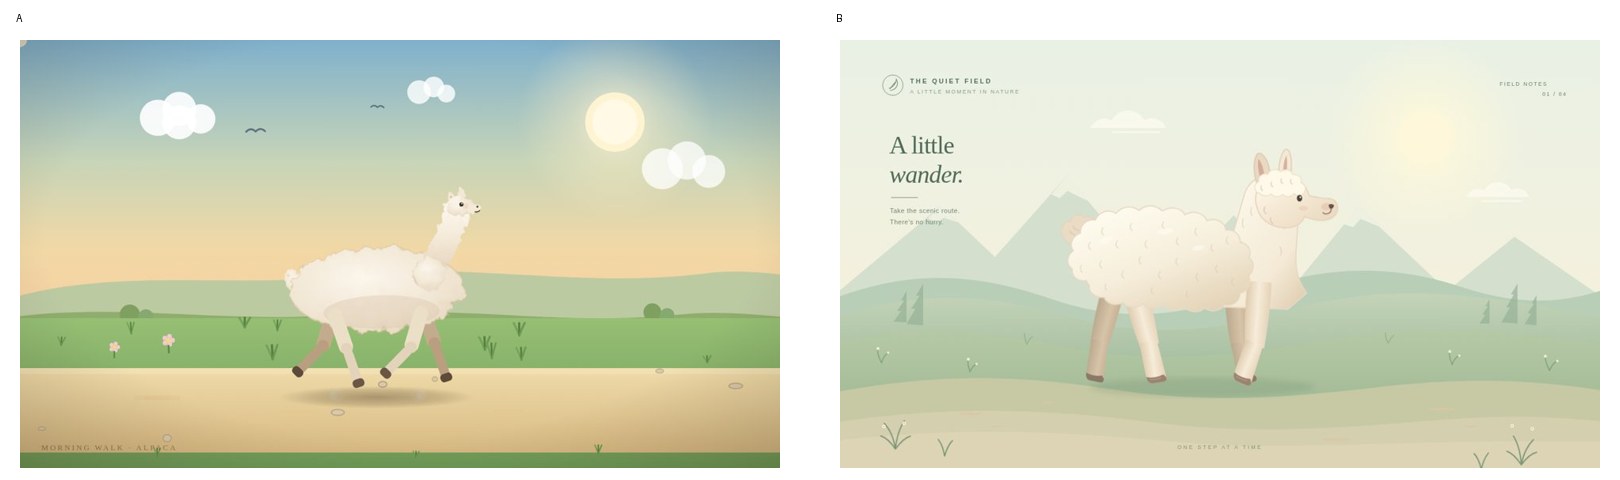 A
B
THE QUIET FIELD
A LITTLE MOMENT IN NATURE
FIELD NOTES
01 / 04
A little
wander.
Take the scenic route.
There's no hurry.
MORNING WALK · ALPACA
ONE STEP AT A TIME